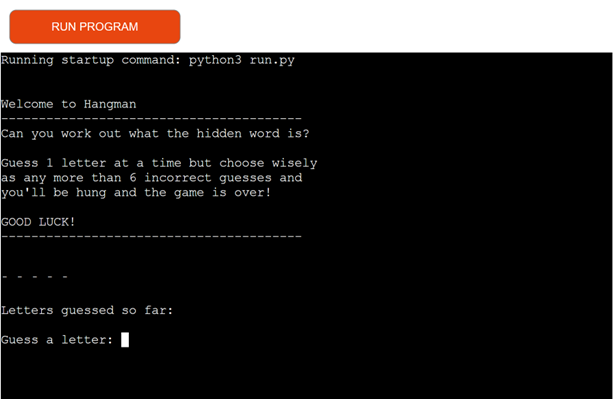 RUN PROGRAM
Running startup command: python3 run.py
Welcome to Hangman
-----------------------------------------
Can you work out what the hidden word is?
Guess 1 letter at a time but choose wisely
as any more than 6 incorrect guesses and
you'll be hung and the game is over!
GOOD LUCK!
-----------------------------------------
- - - - -
Letters guessed so far:
Guess a letter: